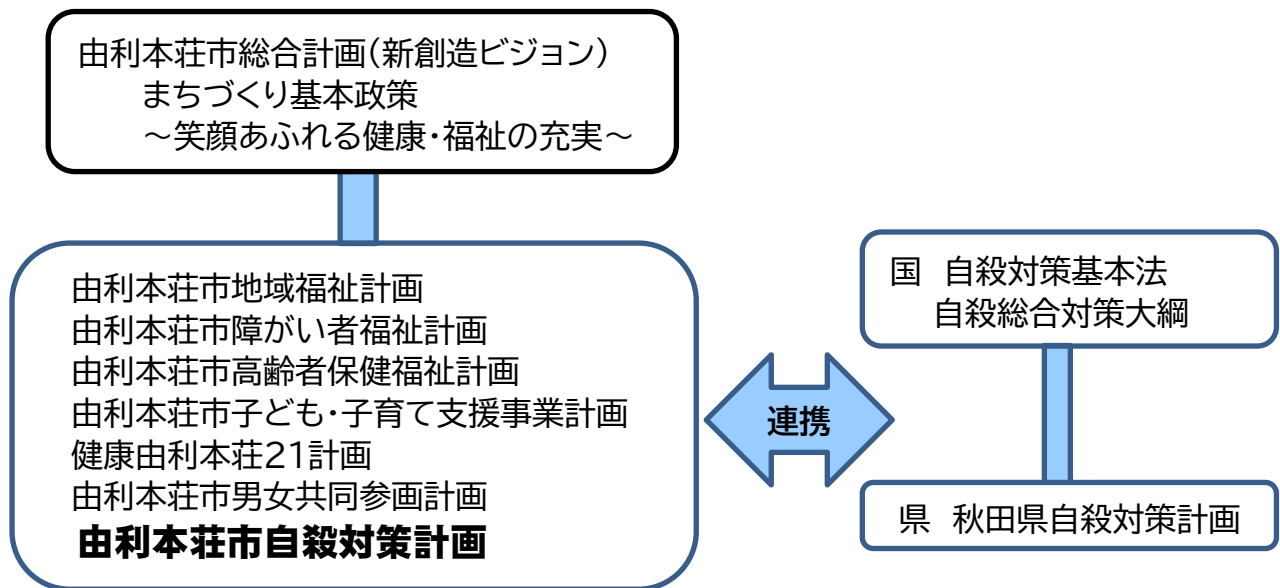 由利本荘市総合計画(新創造ビジョン)
まちづくり基本政策
～笑顔あふれる健康・福祉の充実～
由利本荘市地域福祉計画
由利本荘市障がい者福祉計画
由利本荘市高齢者保健福祉計画
由利本荘市子ども・子育て支援事業計画
健康由利本荘21計画
由利本荘市男女共同参画計画
由利本荘市自殺対策計画
連携
国　自殺対策基本法
自殺総合対策大綱
県　秋田県自殺対策計画